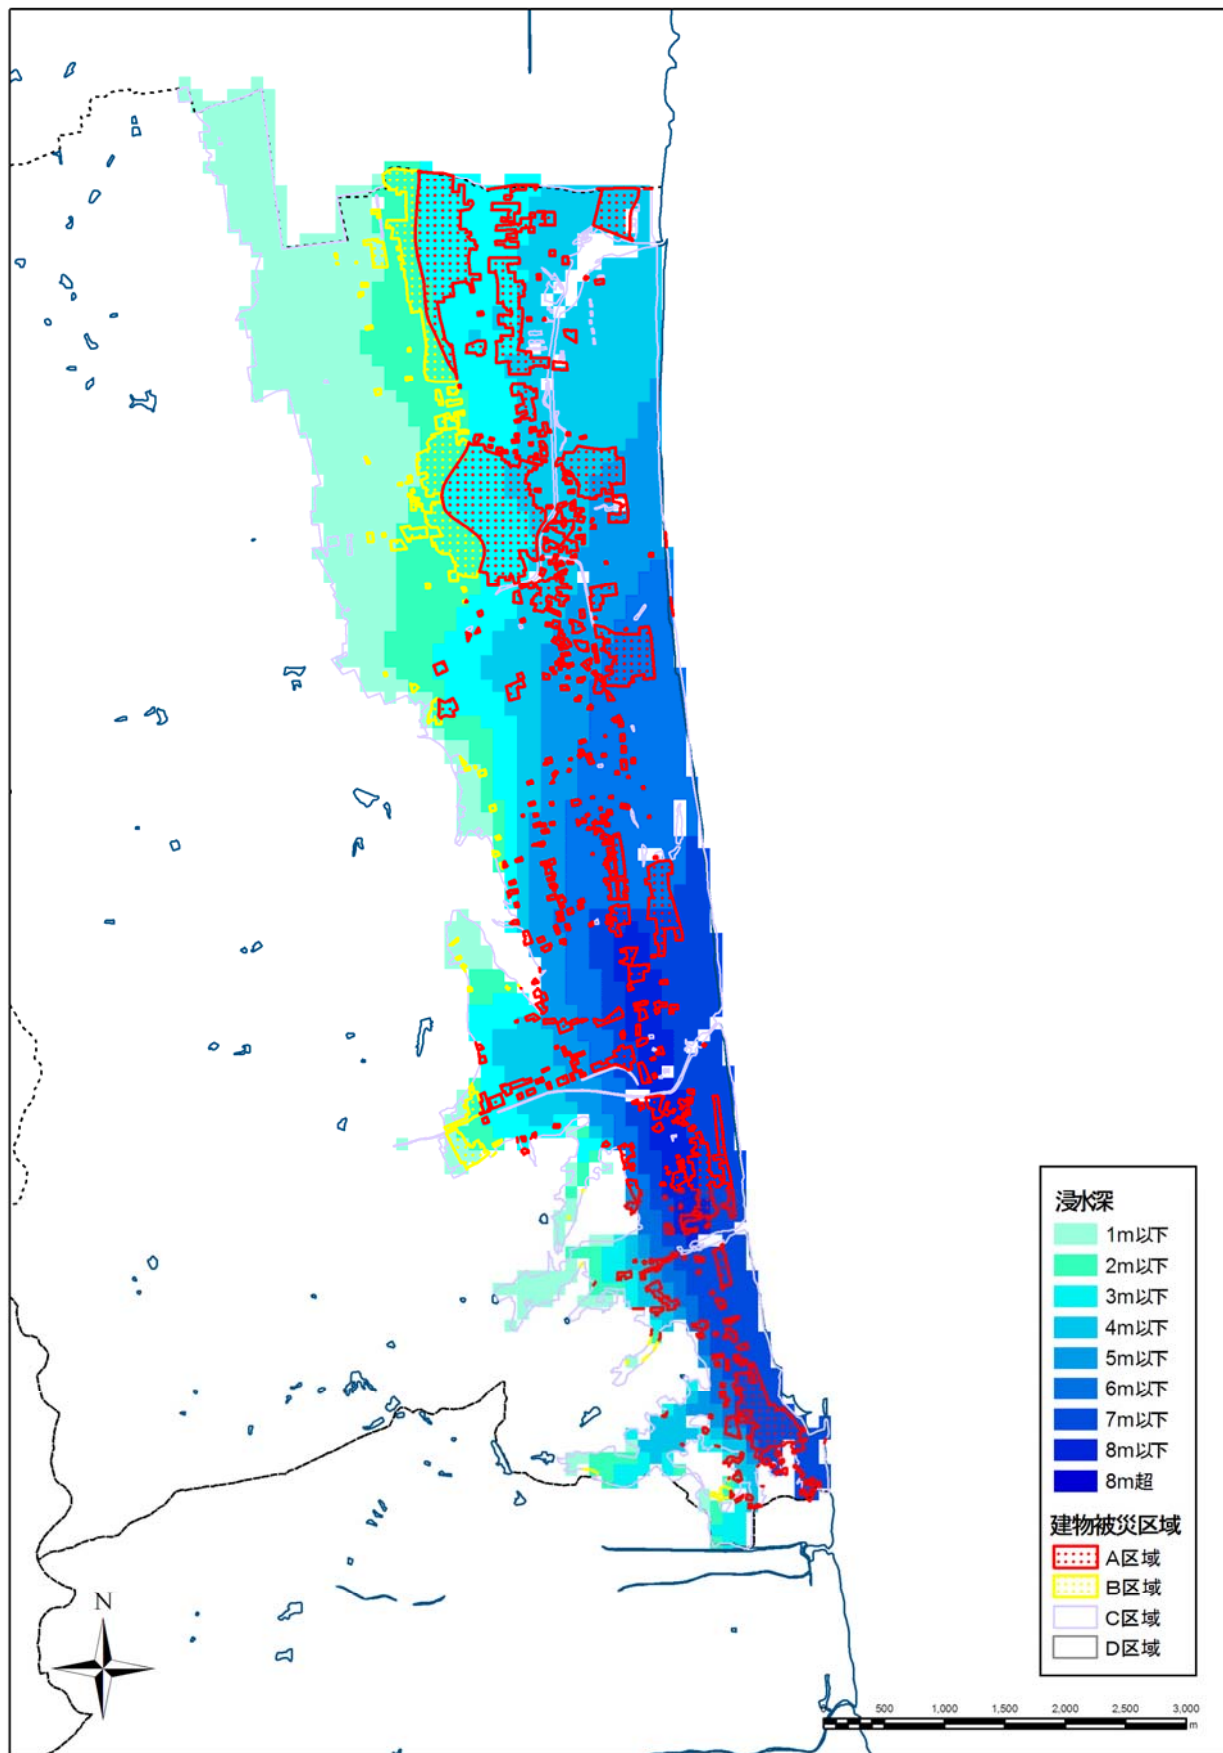 浸水深
1m以下
2m以下
3m以下
4m以下
5m以下
6m以下
7m以下
8m以下
8m超
建物被災区域
A区域
B区域
C区域
D区域
N
0 500 1,000 1,500 2,000 2,500 3,000
m